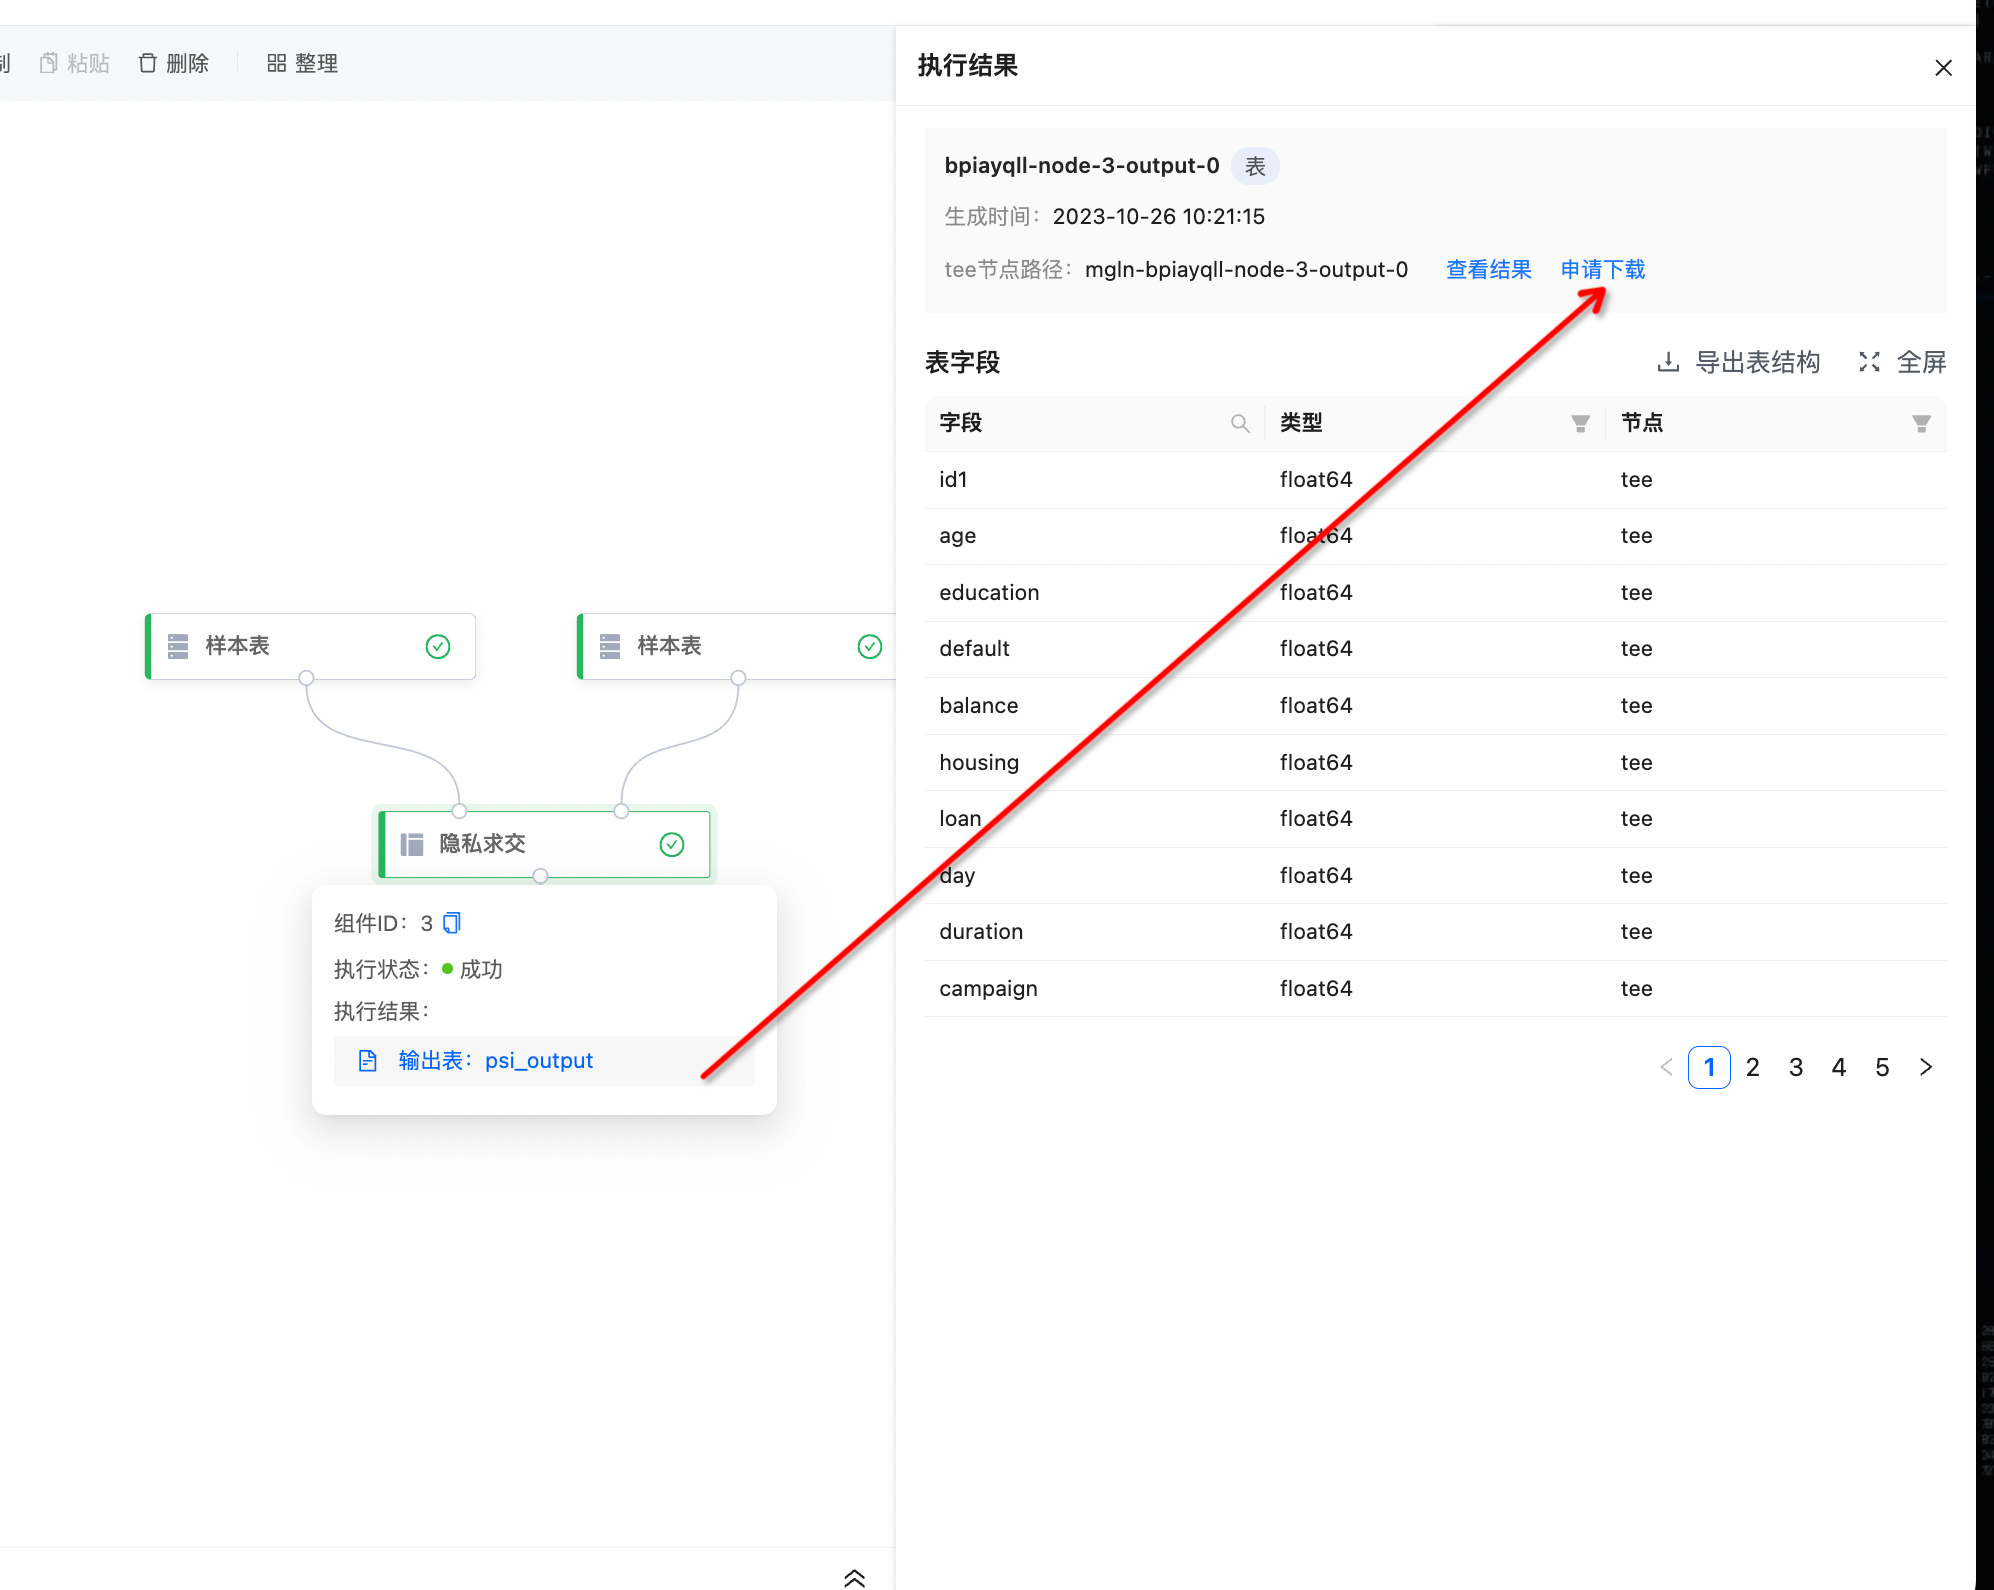 粘贴 删除 整理
样本表
样本表
隐私求交
组件ID： 3
执行状态： 成功
执行结果：
输出表： psi_output
执行结果
bpiayqll-node-3-output-0 表
生成时间： 2023-10-26 10:21:15
tee节点路径： mgln-bpiayqll-node-3-output-0 查看结果 申请下载
表字段 导出表结构 全屏
字段 类型 节点
id1 float64 tee
age float64 tee
education float64 tee
default float64 tee
balance float64 tee
housing float64 tee
loan float64 tee
day float64 tee
duration float64 tee
campaign float64 tee
1 2 3 4 5